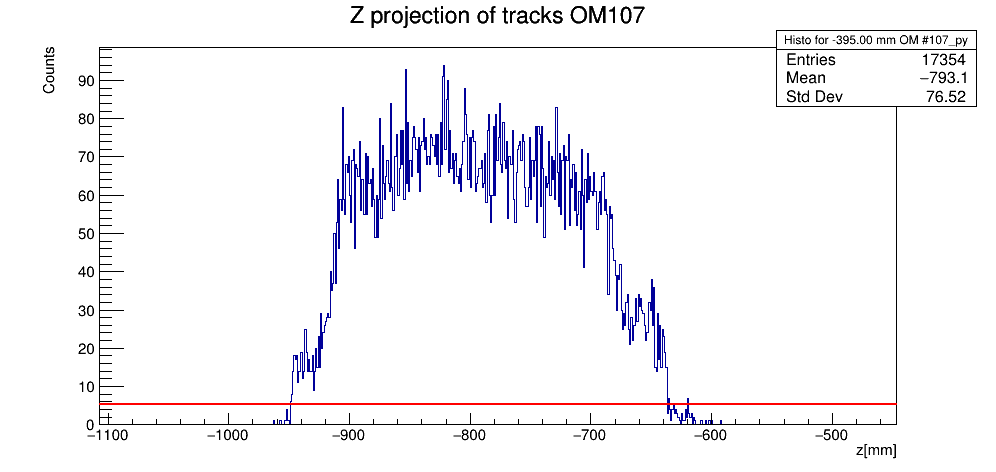 Z projection of tracks OM107
Histo for -395.00 mm OM #107_py
Entries 17354
Mean −793.1
Std Dev 76.52
Counts
90
80
70
60
50
40
30
20
10
0
−1100 −1000 −900 −800 −700 −600 −500
z[mm]